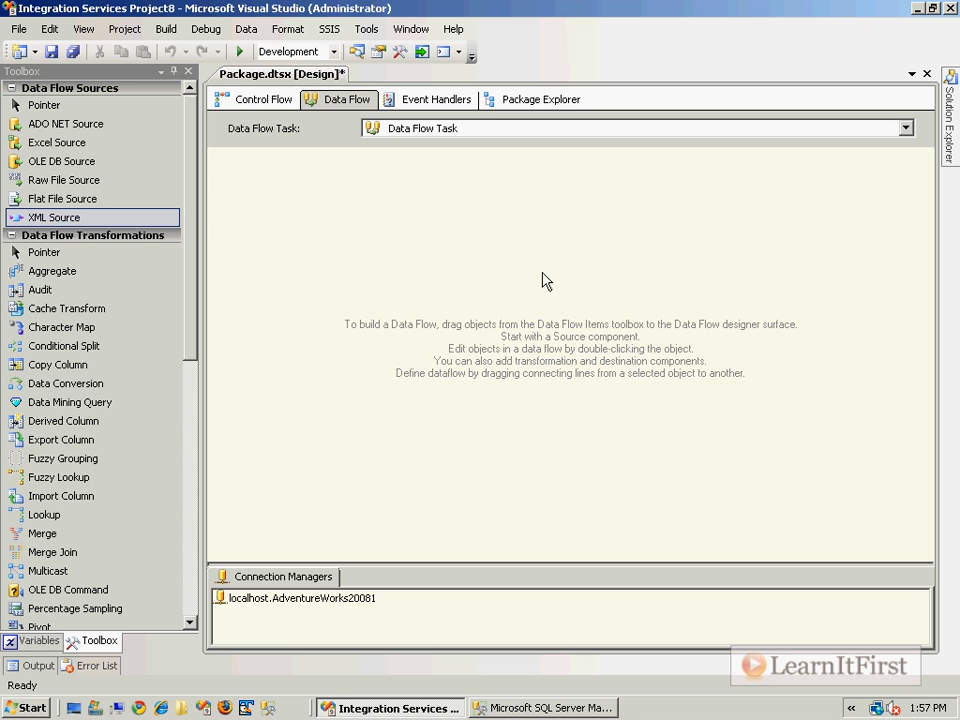 Integration Services Project8 - Microsoft Visual Studio (Administrator)
File Edit View Project Build Debug Data Format SSIS Tools Window Help
Development
Toolbox
Package.dtsx [Design]*
Data Flow Sources
Pointer
ADO NET Source
Excel Source
OLE DB Source
Raw File Source
Flat File Source
XML Source
Data Flow Transformations
Pointer
Aggregate
Audit
Cache Transform
Character Map
Conditional Split
Copy Column
Data Conversion
Data Mining Query
Derived Column
Export Column
Fuzzy Grouping
Fuzzy Lookup
Import Column
Lookup
Merge
Merge Join
Multicast
OLE DB Command
Percentage Sampling
Pivot
Control Flow Data Flow Event Handlers Package Explorer
Data Flow Task: Data Flow Task
To build a Data Flow, drag objects from the Data Flow Items toolbox to the Data Flow designer surface.
Start with a Source component.
Edit objects in a data flow by double-clicking the object.
You can also add transformation and destination components.
Define dataflow by dragging connecting lines from a selected object to another.
Connection Managers
localhost.AdventureWorks20081
Solution Explorer
Variables Toolbox
Output Error List
Ready
LearnItFirst
Start Integration Services ... Microsoft SQL Server Ma... « 1:57 PM